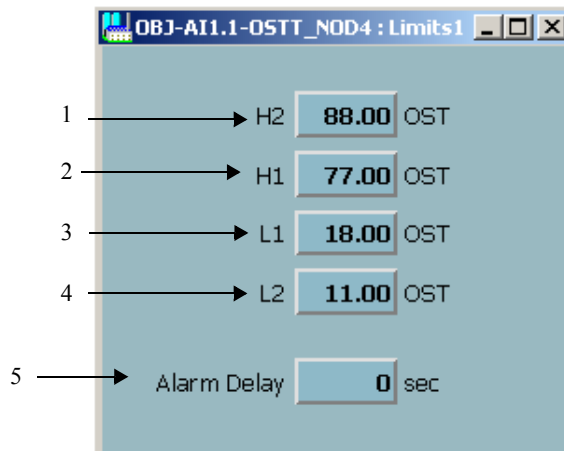 OBJ-AI1.1-OSTT_NOD4 : Limits1
1 H2 88.00 OST
2 H1 77.00 OST
3 L1 18.00 OST
4 L2 11.00 OST
5 Alarm Delay 0 sec